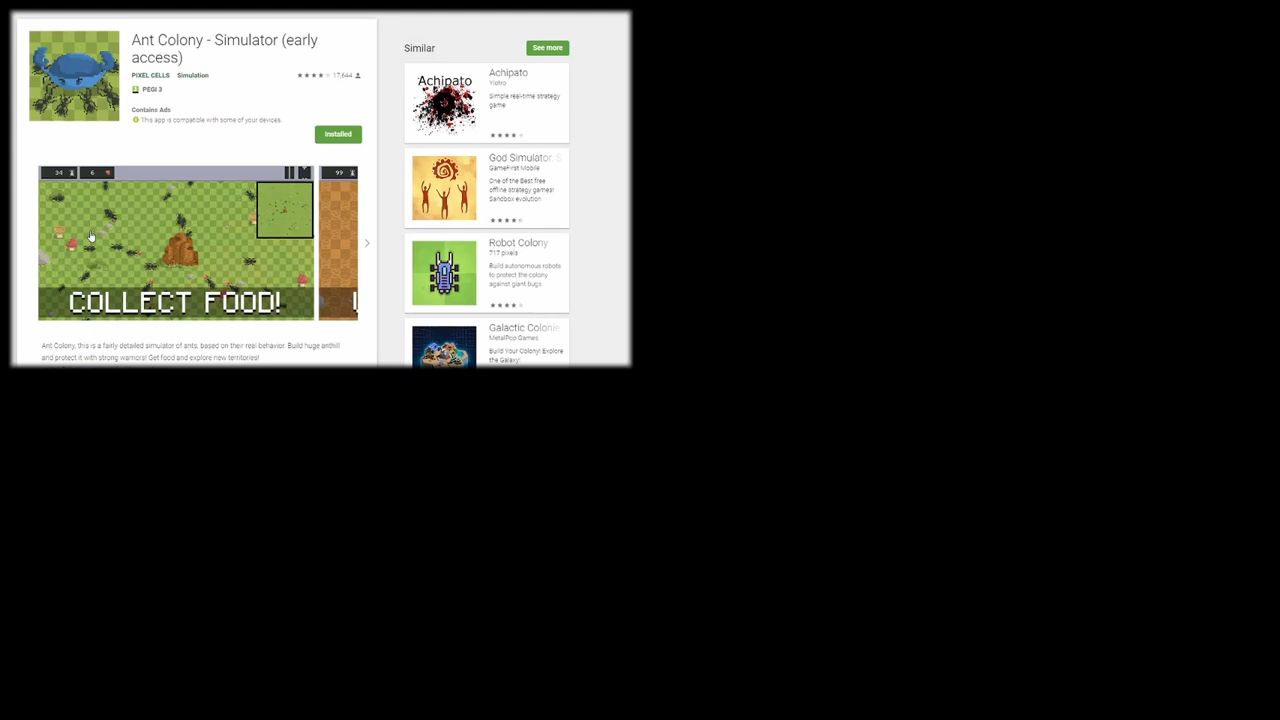 Ant Colony - Simulator (early
access)
PIXEL CELLS Simulation
17,644
PEGI 3
Contains Ads
This app is compatible with some of your devices.
Installed
34 6
99
COLLECT FOOD!
Ant Colony, this is a fairly detailed simulator of ants, based on their real behavior. Build huge anthill
and protect it with strong warriors! Get food and explore new territories!
Similar
See more
Achipato
Achipato
Yiotro
Simple real-time strategy
game
God Simulator. S
GameFirst Mobile
One of the Best free
offline strategy games!
Sandbox evolution
Robot Colony
717 pixels
Build autonomous robots
to protect the colony
against giant bugs
Galactic Colonie
MetalPop Games
Build Your Colony! Explore
the Galaxy!